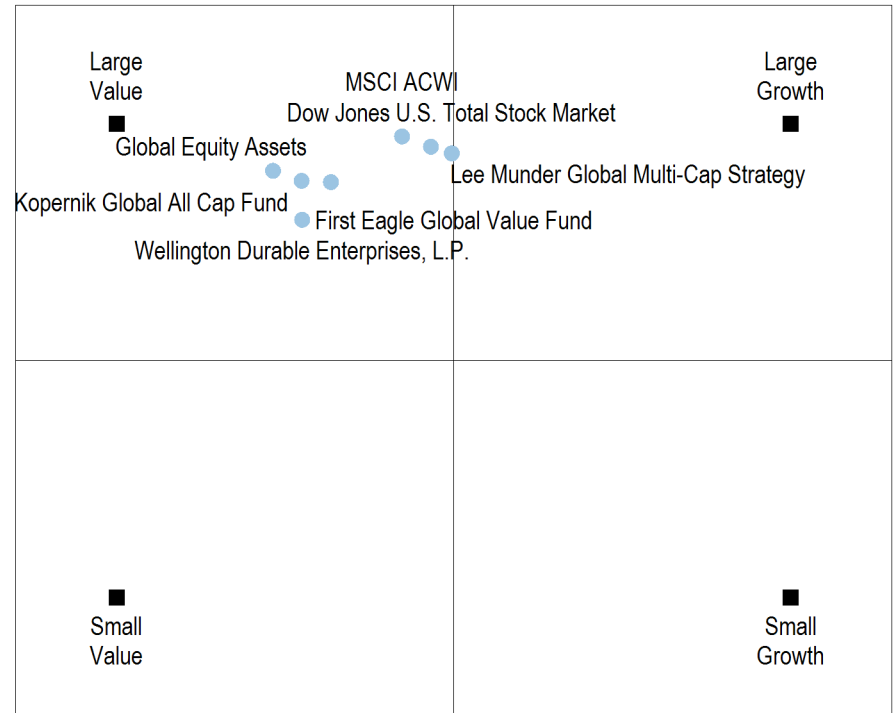 Large
Value
MSCI ACWI
Large
Growth
Dow Jones U.S. Total Stock Market
Global Equity Assets
Lee Munder Global Multi-Cap Strategy
Kopernik Global All Cap Fund
First Eagle Global Value Fund
Wellington Durable Enterprises, L.P.
Small
Value
Small
Growth